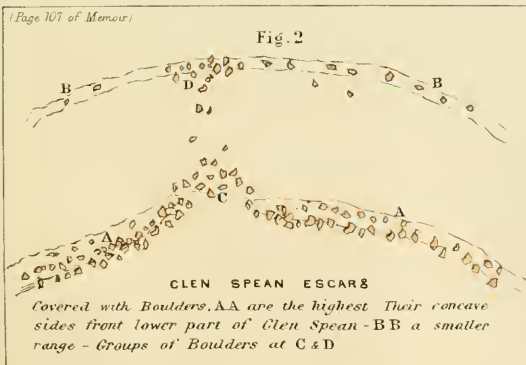 (Page 107 of Memoir)
Fig. 2
B
D
B
C
A
A
GLEN SPEAN ESCARS
Covered with Boulders. AA are the highest Their concave
sides front lower part of Glen Spean - BB a smaller
range - Groups of Boulders at C & D